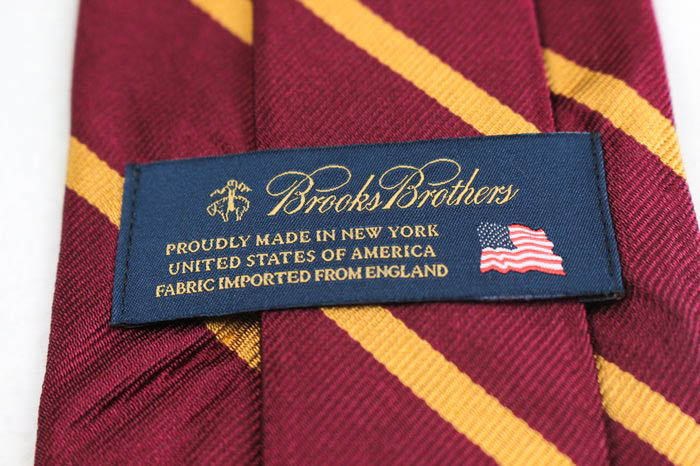 Brooks Brothers
PROUDLY MADE IN NEW YORK
UNITED STATES OF AMERICA
FABRIC IMPORTED FROM ENGLAND